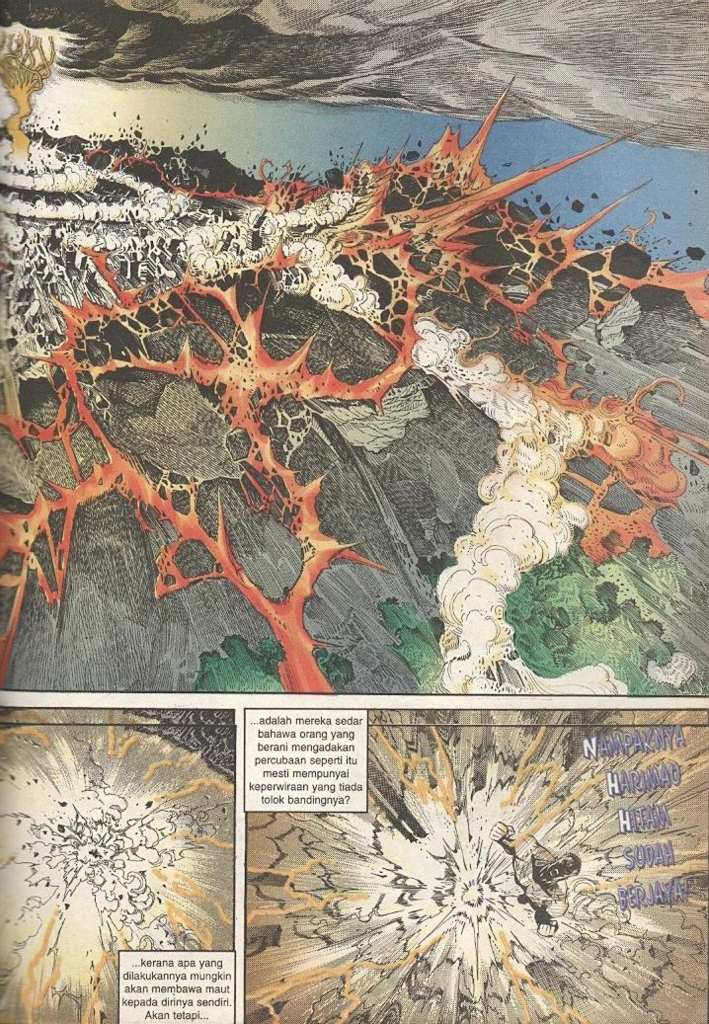 ...kerana apa yang
dilakukannya mungkin
akan membawa maut
kepada dirinya sendiri.
Akan tetapi...
...adalah mereka sedar
bahawa orang yang
berani mengadakan
percubaan seperti itu
mesti mempunyai
keperwiraan yang tiada
tolok bandingnya?
NAMPAKNYA
HARIMAU
HITAM
SUDAH
BERJAYA!